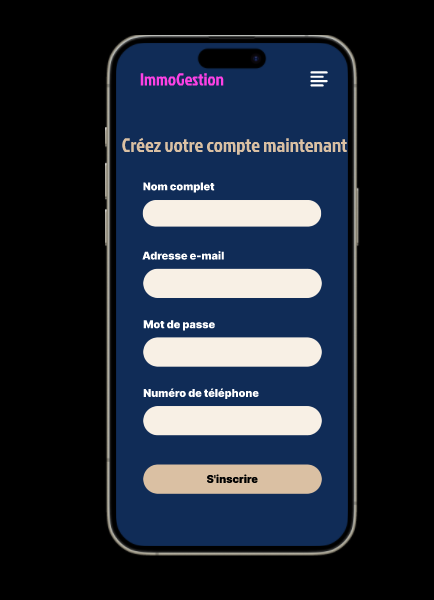 ImmoGestion
Créez votre compte maintenant
Nom complet
Adresse e-mail
Mot de passe
Numéro de téléphone
S'inscrire